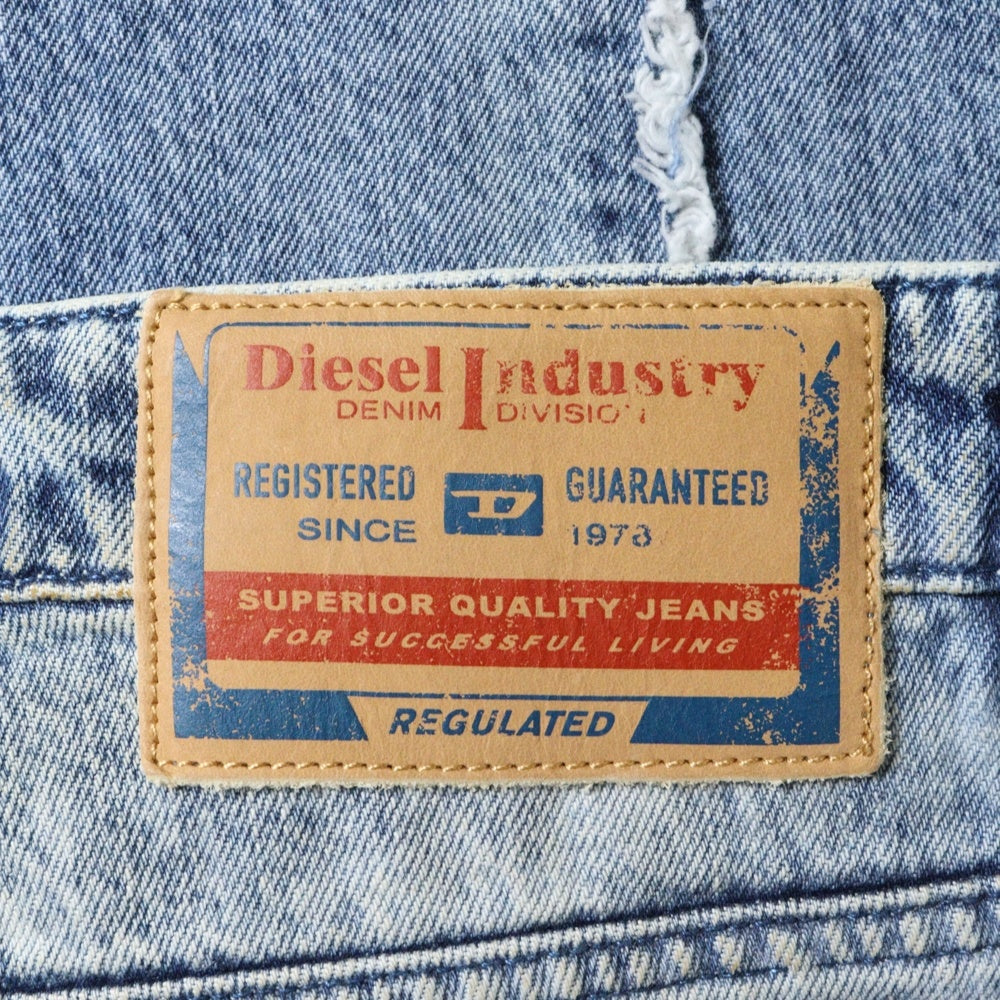 Diesel Industry
DENIM DIVISION
REGISTERED D GUARANTEED
SINCE 1978
SUPERIOR QUALITY JEANS
FOR SUCCESSFUL LIVING
REGULATED